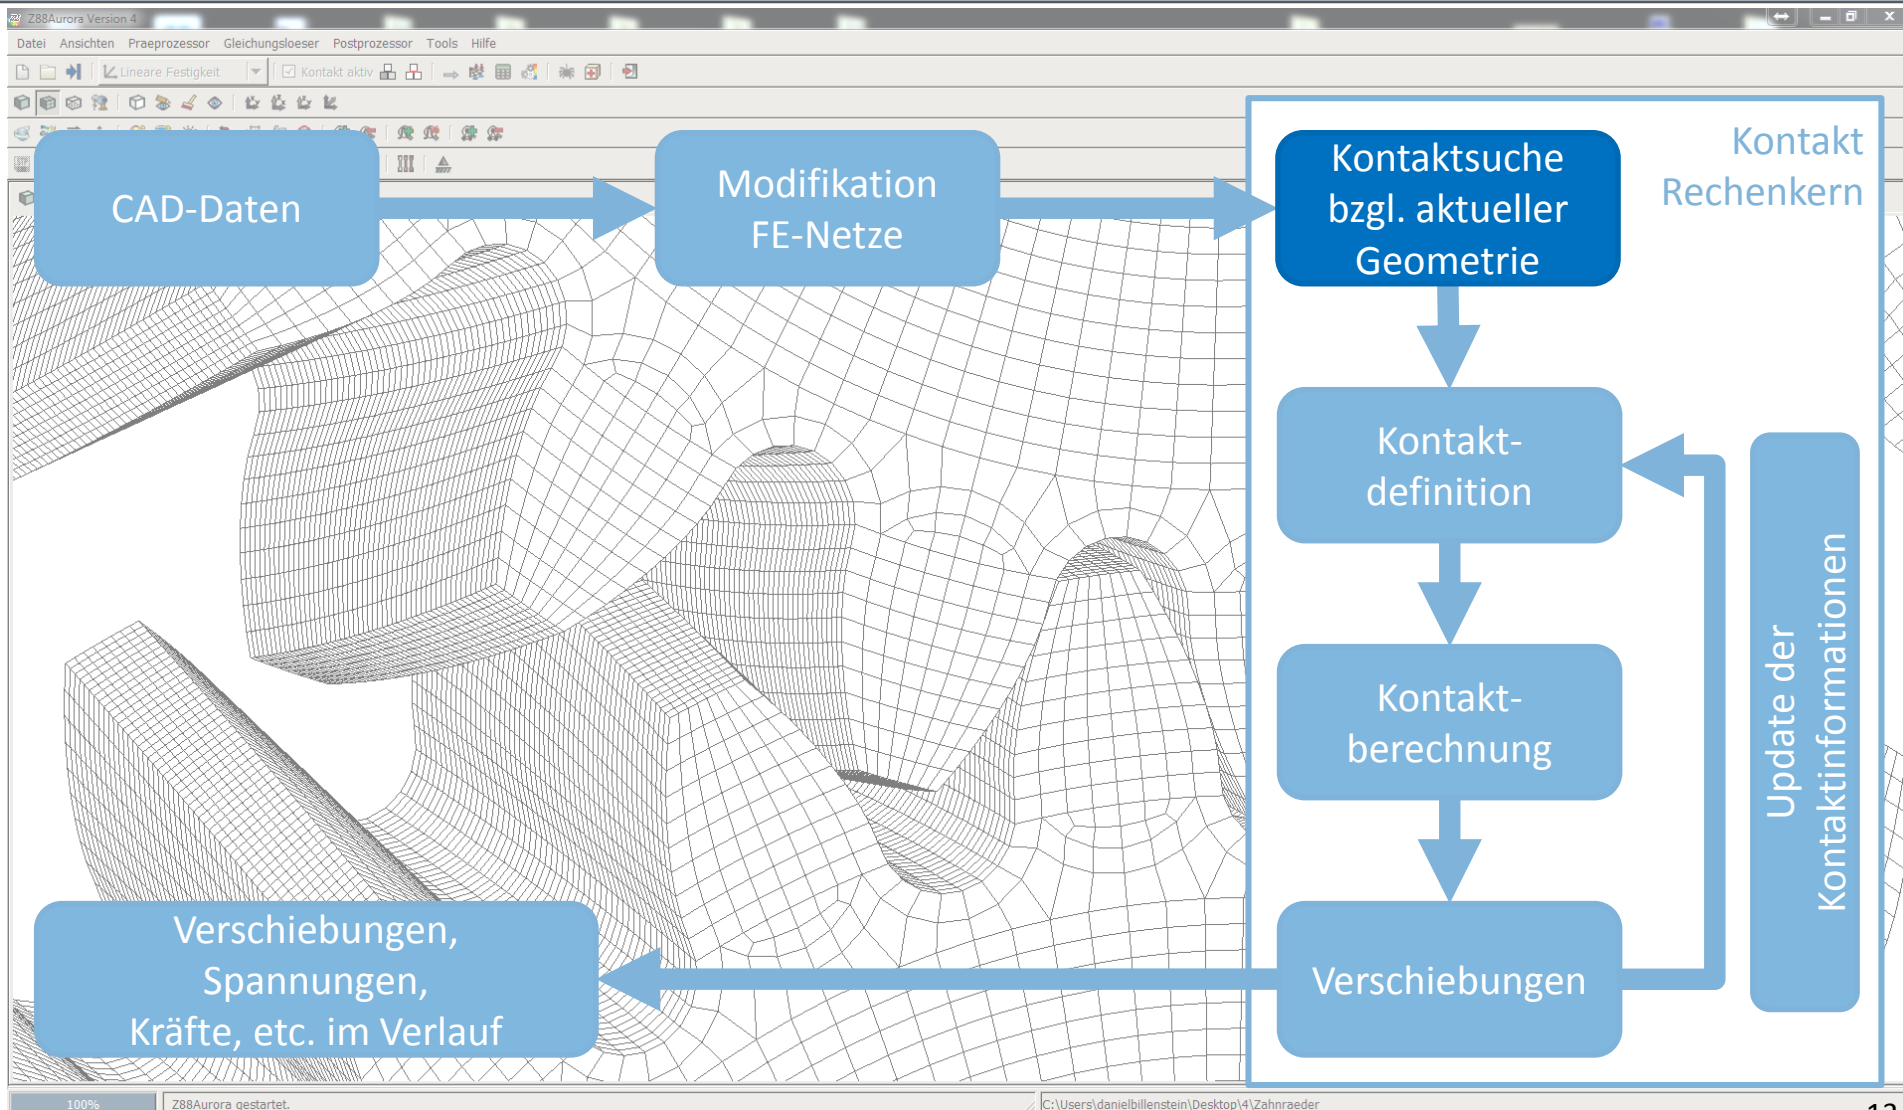 Z88Aurora Version 4
Datei Ansichten Praeprozessor Gleichungsloeser Postprozessor Tools Hilfe
Lineare Festigkeit Kontakt aktiv
CAD-Daten
Modifikation
FE-Netze
Kontaktsuche
bzgl. aktueller
Geometrie
Kontakt
Rechenkern
Kontakt-
definition
Kontakt-
berechnung
Verschiebungen
Update der
Kontaktinformationen
Verschiebungen,
Spannungen,
Kräfte, etc. im Verlauf
100% Z88Aurora gestartet. C:\Users\danielbillenstein\Desktop\4\Zahnraeder